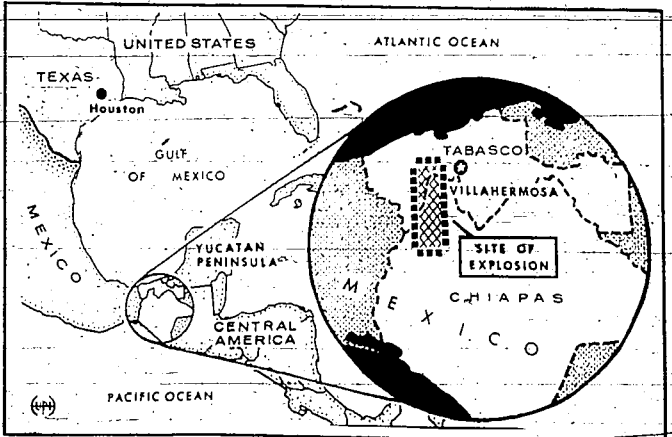 UNITED STATES
ATLANTIC OCEAN
TEXAS
Houston
GULF
OF MEXICO
TABASCO
VILLAHERMOSA
MEXICO
YUCATAN
PENINSULA
SITE OF
EXPLOSION
MEXICO
CHIAPAS
CENTRAL
AMERICA
PACIFIC OCEAN
UPI